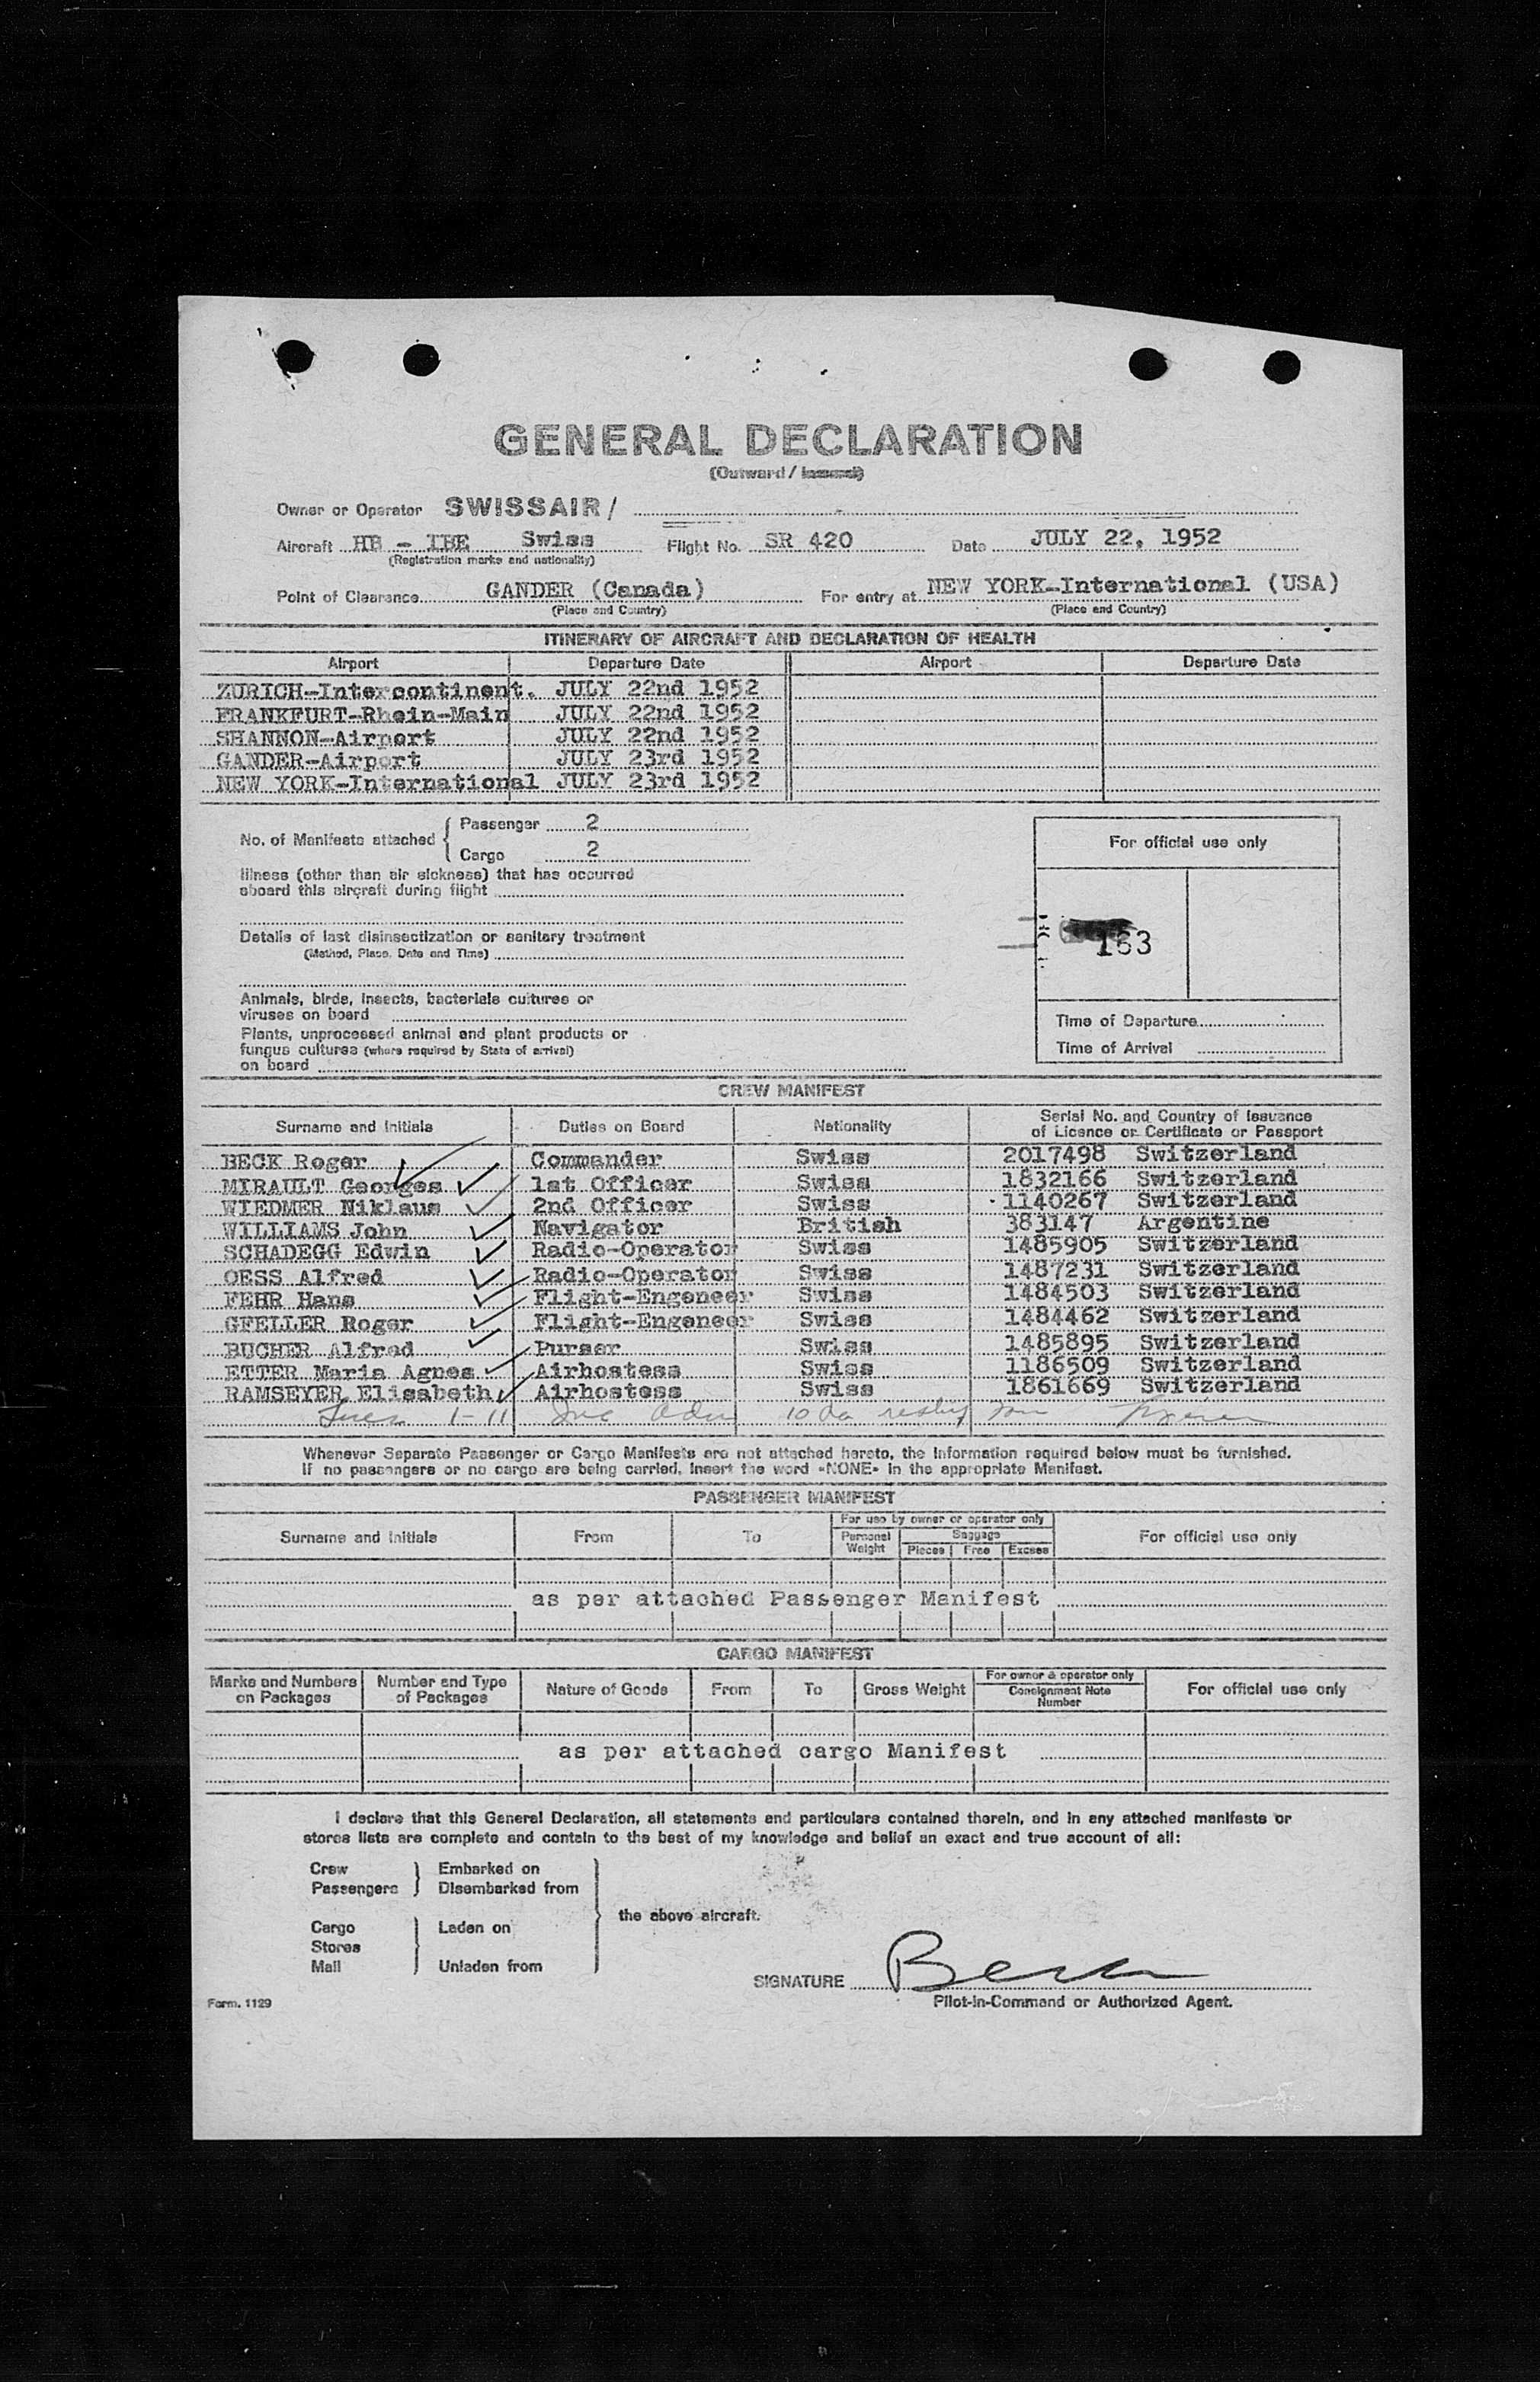 GENERAL DECLARATION
(Outward /
Owner or Operator SWISSAIR /
Aircraft HB - IBE Swiss Flight No. SR 420 Date JULY 22, 1952
(Registration marks and nationality)
Point of Clearance GANDER (Canada) For entry at NEW YORK-International (USA)
(Place and Country) (Place and Country)
ITINERARY OF AIRCRAFT AND DECLARATION OF HEALTH
Airport Departure Date Airport Departure Date
ZURICH-Intercontinent. JULY 22nd 1952
FRANKFURT-Rhein-Main JULY 22nd 1952
SHANNON-Airport JULY 22nd 1952
GANDER-Airport JULY 23rd 1952
NEW YORK-International JULY 23rd 1952
No. of Manifests attached { Passenger 2
Cargo 2
For official use only
Illness (other than air sickness) that has occurred
aboard this aircraft during flight
Details of last disinsectization or sanitary treatment
(Method, Place, Date and Time)
163
Animals, birds, insects, bacteriele cultures or
viruses on board
Plants, unprocessed animal and plant products or
fungus cultures (where required by State of arrival)
on board
Time of Departure
Time of Arrival
CREW MANIFEST
Surname and Initials Duties on Board Nationality Serial No. and Country of Issuance
of Licence or Certificate or Passport
BECK Roger Commander Swiss 2017498 Switzerland
MIRAULT Georges 1st Officer Swiss 1832166 Switzerland
WIEDMER Niklaus 2nd Officer Swiss 1140267 Switzerland
WILLIAMS John Navigator British 383147 Argentine
SCHADEGG Edwin Radio-Operator Swiss 1485905 Switzerland
OESS Alfred Radio-Operator Swiss 1487231 Switzerland
FEHR Hans Flight-Engeneer Swiss 1484503 Switzerland
GFELLER Roger Flight-Engeneer Swiss 1484462 Switzerland
BUCHER Alfred Purser Swiss 1485895 Switzerland
ETTER Maria Agnes Airhostess Swiss 1186509 Switzerland
RAMSEYER Elisabeth Airhostess Swiss 1861669 Switzerland
1-11
Whenever Separate Passenger or Cargo Manifests are not attached hereto, the information required below must be furnished.
If no passengers or no cargo are being carried, insert the word «NONE» in the appropriate Manifest.
PASSENGER MANIFEST
Surname and Initials From To For use by owner or operator only For official use only
Personal Weight Baggage
Pieces Free Excess
as per attached Passenger Manifest
CARGO MANIFEST
Marks and Numbers on Packages Number and Type of Packages Nature of Goods From To Gross Weight For owner & operator only Consignment Note Number For official use only
as per attached cargo Manifest
I declare that this General Declaration, all statements and particulars contained therein, and in any attached manifests or
stores lists are complete and contain to the best of my knowledge and belief an exact and true account of all:
Crew Embarked on
Passengers Disembarked from
the above aircraft.
Cargo Laden on
Stores
Mail Unladen from
SIGNATURE Beck
Pilot-in-Command or Authorized Agent.
Form. 1129